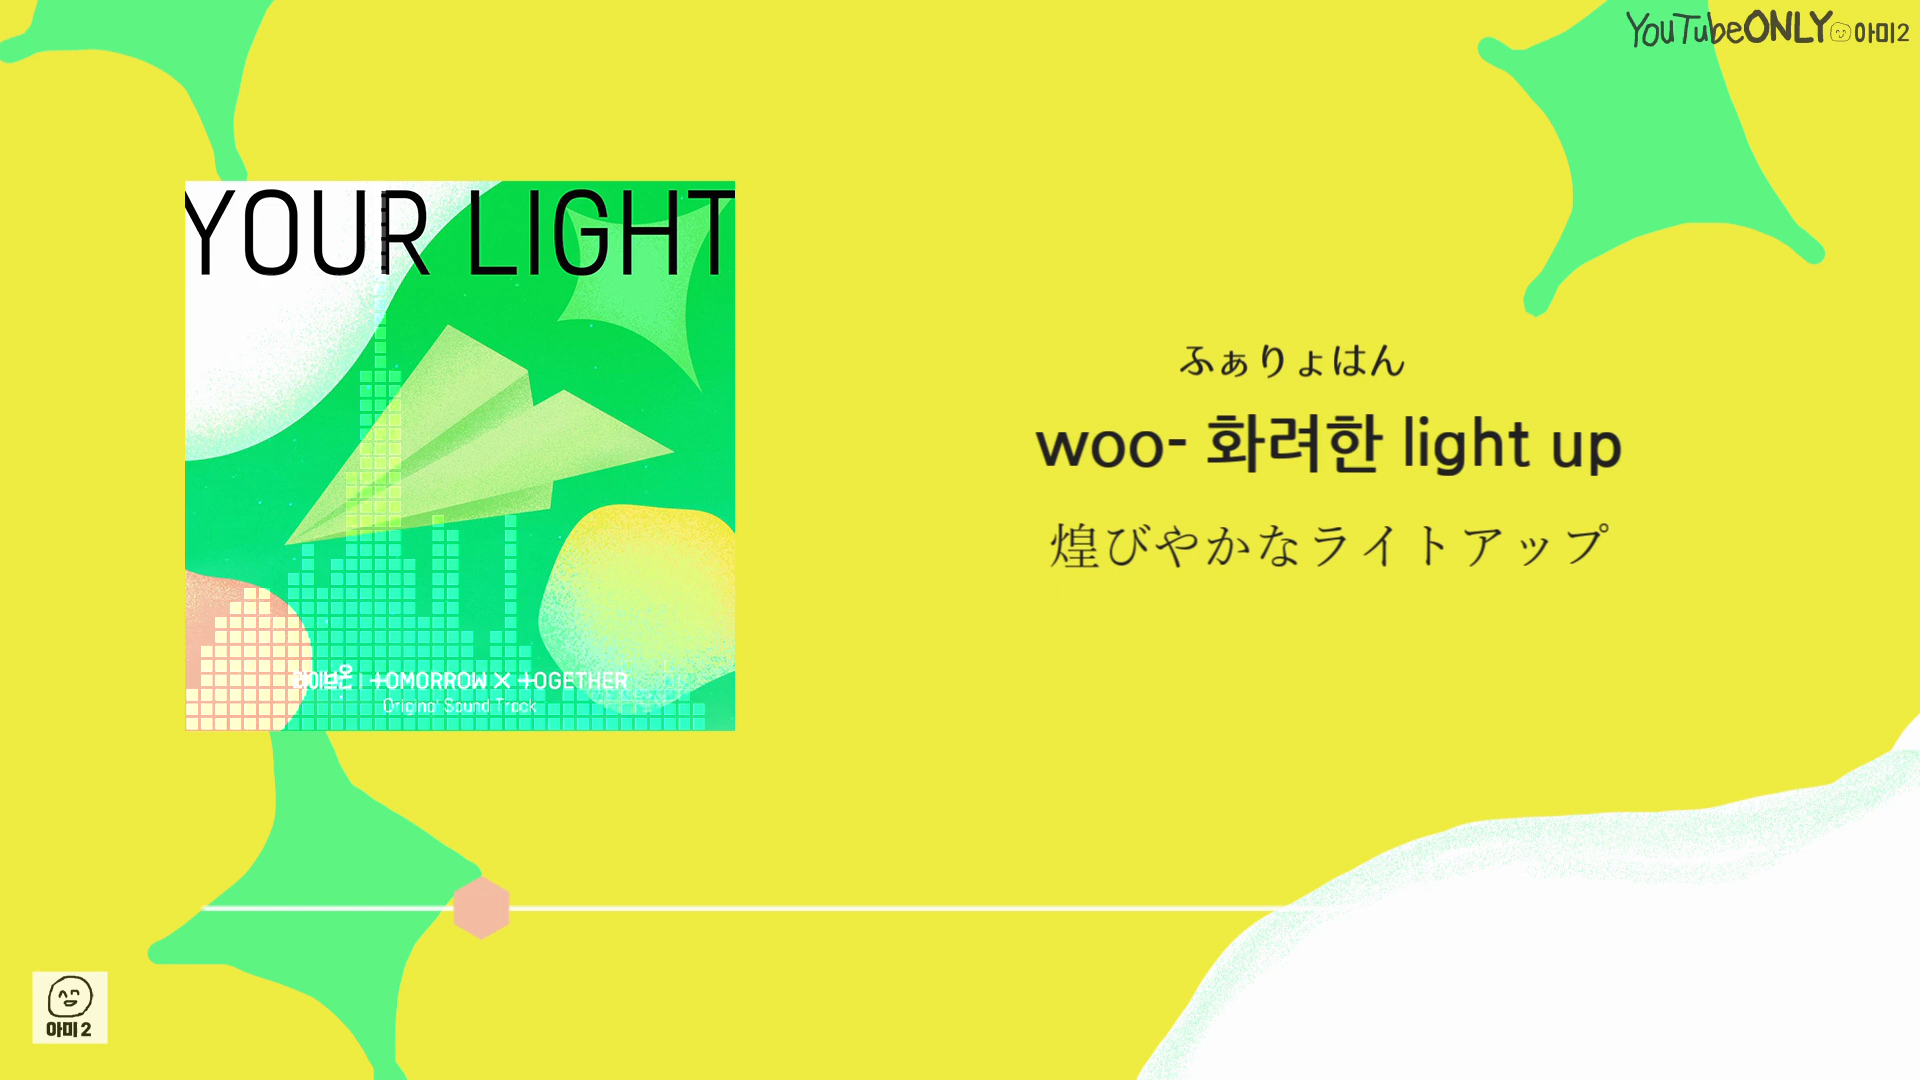 YouTubeONLY 아미2
YOUR LIGHT
라이브온 TOMORROW X TOGETHER
Original Sound Track
ふぁりょはん
woo- 화려한 light up
煌びやかなライトアップ
아미2